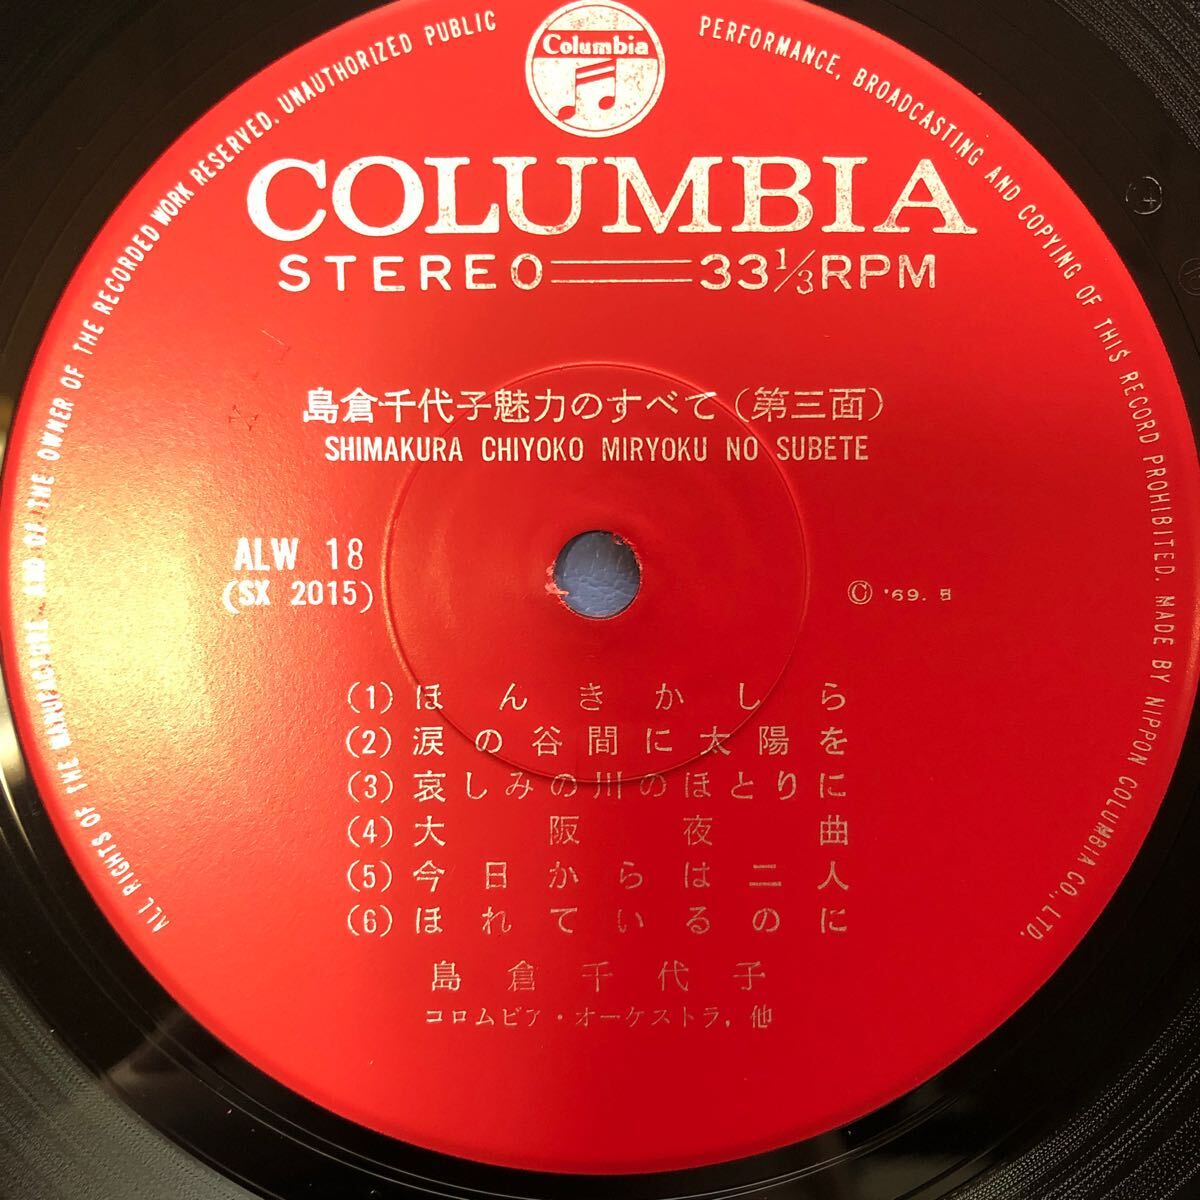 Columbia
COLUMBIA
STEREO 33 1/3 RPM
島倉千代子魅力のすべて（第三面）
SHIMAKURA CHIYOKO MIRYOKU NO SUBETE
ALW 18
(SX 2015)
Ⓒ '69. 5
(1) ほんきかしら
(2) 涙の谷間に太陽を
(3) 哀しみの川のほとりに
(4) 大阪夜曲
(5) 今日からは二人
(6) ほれているのに
島倉千代子
コロムビア・オーケストラ, 他
ALL RIGHTS OF THE MANUFACTURE AND OF THE OWNER OF THE RECORDED WORK RESERVED. UNAUTHORIZED PUBLIC PERFORMANCE, BROADCASTING AND COPYING OF THIS RECORD PROHIBITED. MADE BY NIPPON COLUMBIA CO., LTD.